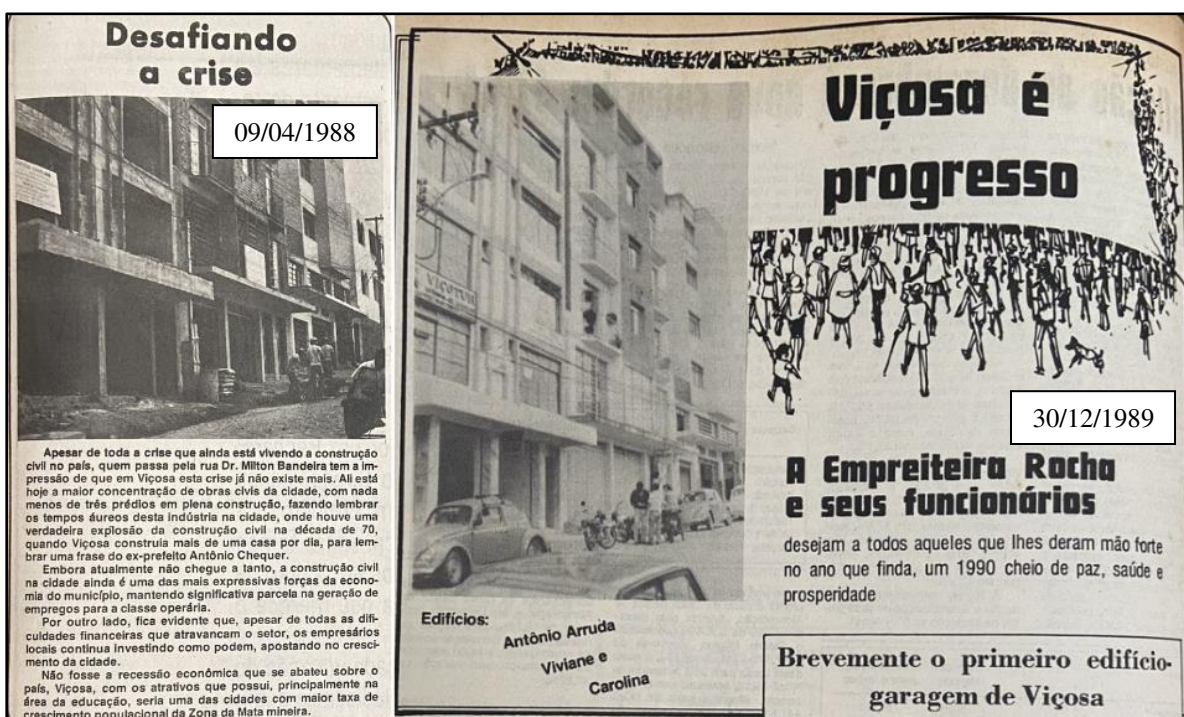 Desafiando
a crise
09/04/1988
Apesar de toda a crise que ainda está vivendo a construção
civil no país, quem passa pela rua Dr. Milton Bandeira tem a im-
pressão de que em Viçosa esta crise já não existe mais. Ali está
hoje a maior concentração de obras civis da cidade, com nada
menos de três prédios em plena construção, fazendo lembrar
os tempos áureos desta indústria na cidade, onde houve uma
verdadeira explosão da construção civil na década de 70,
quando Viçosa construia mais de uma casa por dia, para lem-
brar uma frase do ex-prefeito Antônio Chequer.
Embora atualmente não chegue a tanto, a construção civil
na cidade ainda é uma das mais expressivas forças da econo-
mia do município, mantendo significativa parcela na geração de
empregos para a classe operária.
Por outro lado, fica evidente que, apesar de todas as difi-
culdades financeiras que atravancam o setor, os empresários
locais continua investindo como podem, apostando no cresci-
mento da cidade.
Não fosse a recessão econômica que se abateu sobre o
país, Viçosa, com os atrativos que possui, principalmente na
área da educação, seria uma das cidades com maior taxa de
crescimento populacional da Zona da Mata mineira.
Viçosa é
progresso
30/12/1989
A Empreiteira Rocha
e seus funcionários
desejam a todos aqueles que lhes deram mão forte
no ano que finda, um 1990 cheio de paz, saúde e
prosperidade
Edifícios:
Antônio Arruda
Viviane e
Carolina
Brevemente o primeiro edifício-
garagem de Viçosa